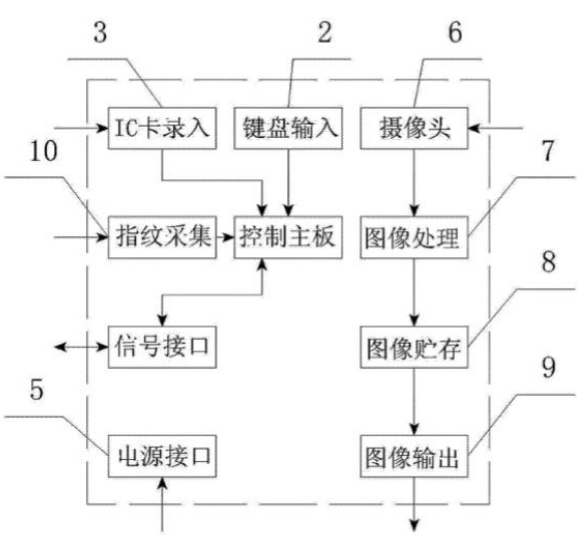 3 2 6
IC卡录入 键盘输入 摄像头
10 7
指纹采集 控制主板 图像处理
8
信号接口 图像贮存
5 9
电源接口 图像输出